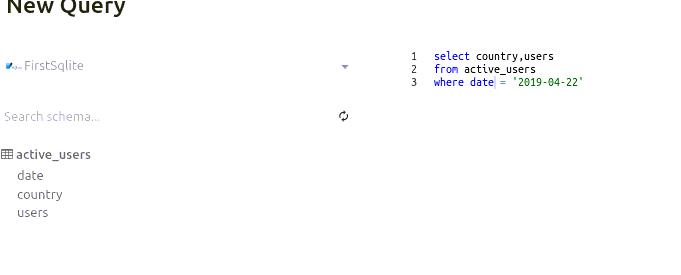 New Query
FirstSqlite
Search schema...
active_users
date
country
users
1 select country,users
2 from active_users
3 where date = '2019-04-22'